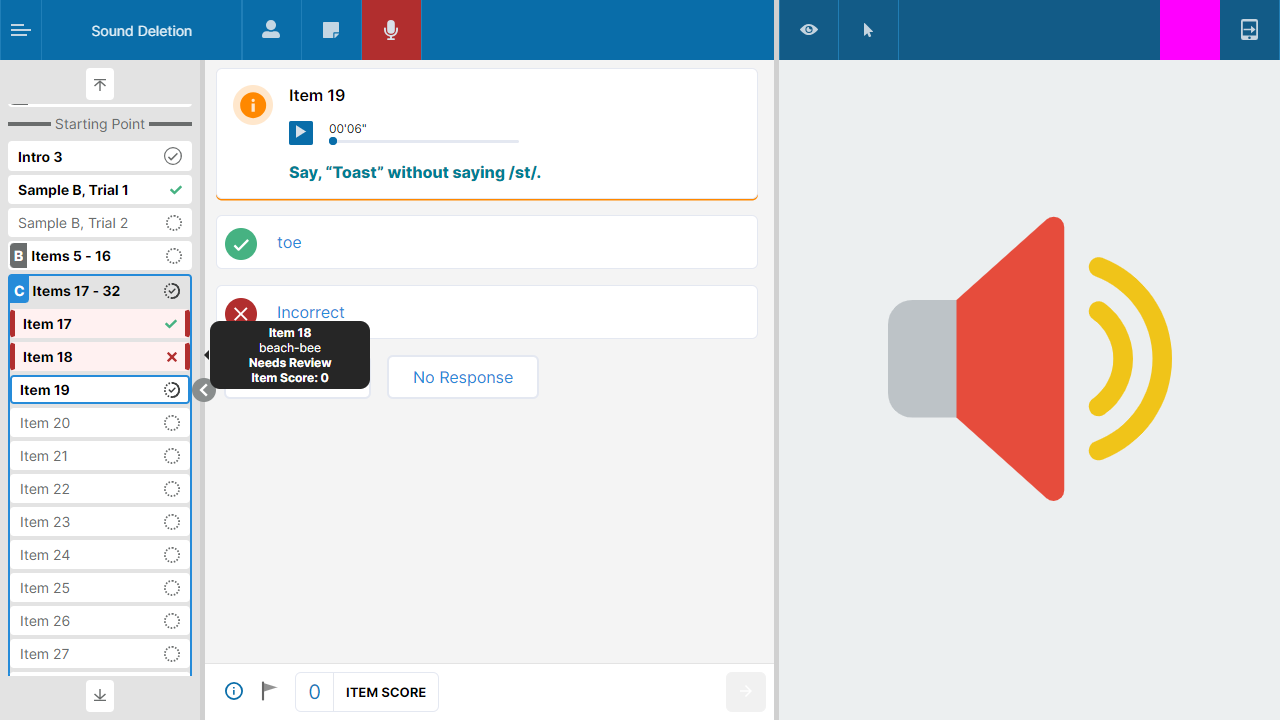 Sound Deletion
Starting Point
Intro 3
Sample B, Trial 1
Sample B, Trial 2
B Items 5 - 16
C Items 17 - 32
Item 17
Item 18
Item 19
Item 20
Item 21
Item 22
Item 23
Item 24
Item 25
Item 26
Item 27
Item 19
00'06"
Say, “Toast” without saying /st/.
toe
Incorrect
Item 18
beach-bee
Needs Review
Item Score: 0
No Response
0 ITEM SCORE